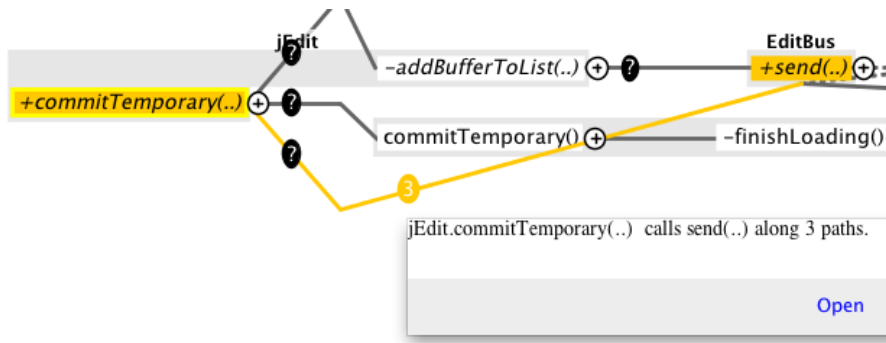 jEdit
?
EditBus
-addBufferToList(..)
+
?
+send(..)
+
+commitTemporary(..)
+
?
commitTemporary()
+
-finishLoading()
?
3
jEdit.commitTemporary(..) calls send(..) along 3 paths.
Open